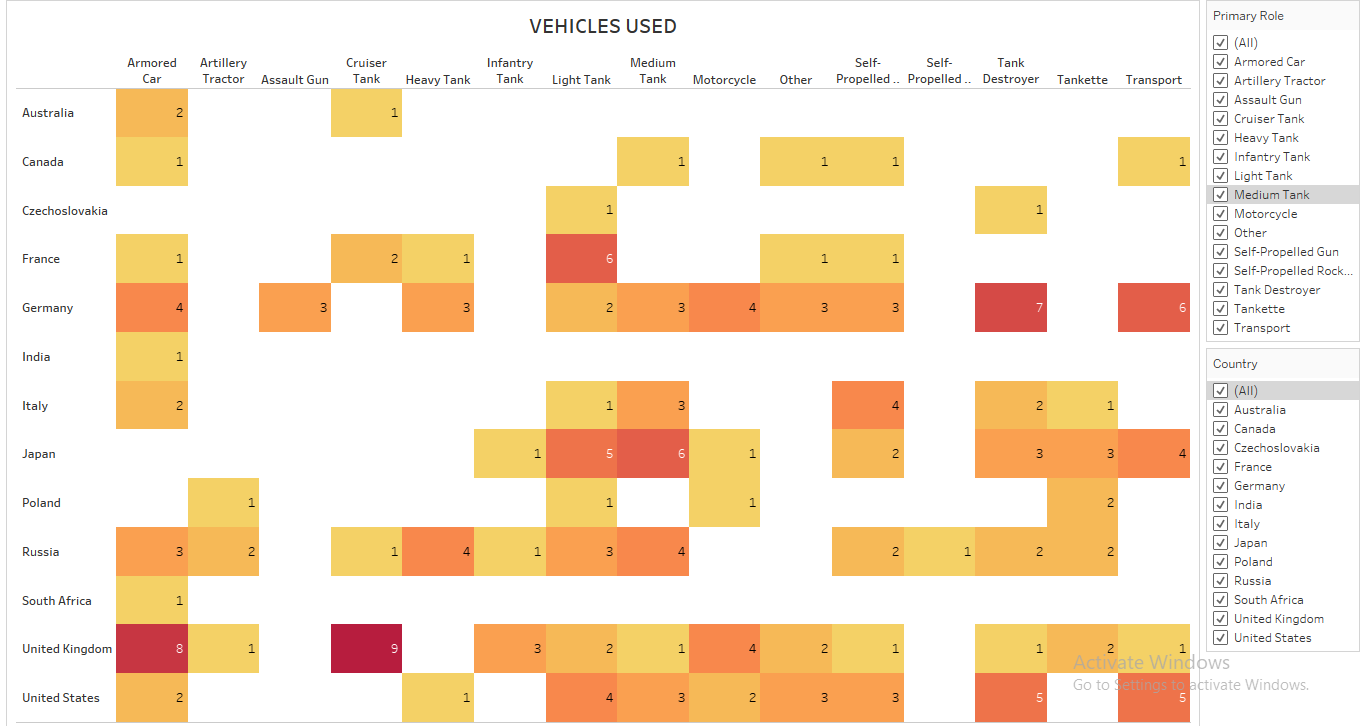 VEHICLES USED
Armored Car Artillery Tractor Assault Gun Cruiser Tank Heavy Tank Infantry Tank Light Tank Medium Tank Motorcycle Other Self-Propelled .. Self-Propelled .. Tank Destroyer Tankette Transport
Australia 2 1
Canada 1 1 1 1 1
Czechoslovakia 1 1
France 1 2 1 6 1 1
Germany 4 3 3 2 3 4 3 3 7 6
India 1
Italy 2 1 3 4 2 1
Japan 1 5 6 1 2 3 3 4
Poland 1 1 1 2
Russia 3 2 1 4 1 3 4 2 1 2 2
South Africa 1
United Kingdom 8 1 9 3 2 1 4 2 1 1 2 1
United States 2 1 4 3 2 3 3 5 5
Primary Role
(All)
Armored Car
Artillery Tractor
Assault Gun
Cruiser Tank
Heavy Tank
Infantry Tank
Light Tank
Medium Tank
Motorcycle
Other
Self-Propelled Gun
Self-Propelled Rock...
Tank Destroyer
Tankette
Transport
Country
(All)
Australia
Canada
Czechoslovakia
France
Germany
India
Italy
Japan
Poland
Russia
South Africa
United Kingdom
United States
Activate Windows
Go to Settings to activate Windows.